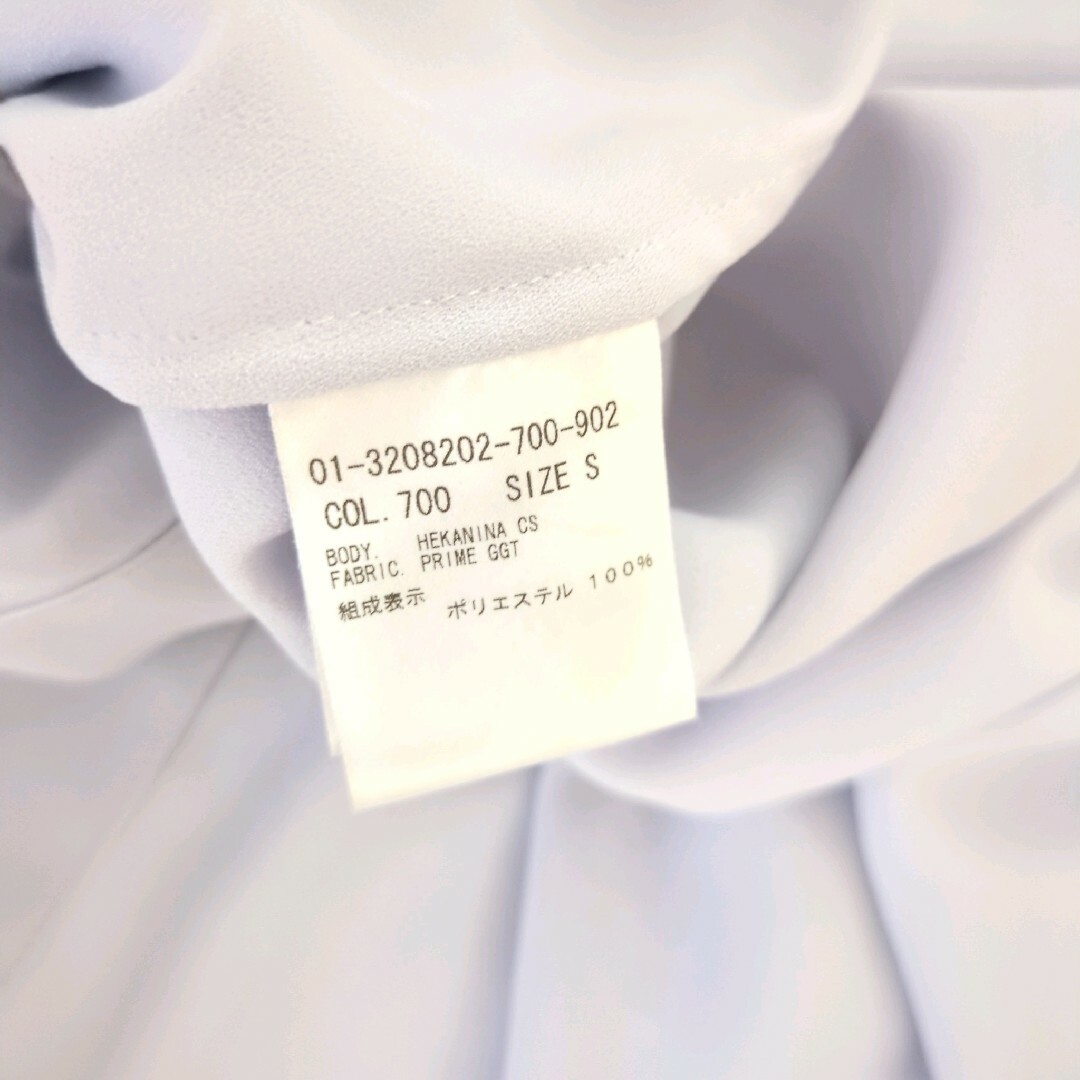 01-3208202-700-902
COL. 700 SIZE S
BODY. HEKANINA CS
FABRIC. PRIME GGT
組成表示 ポリエステル 100%